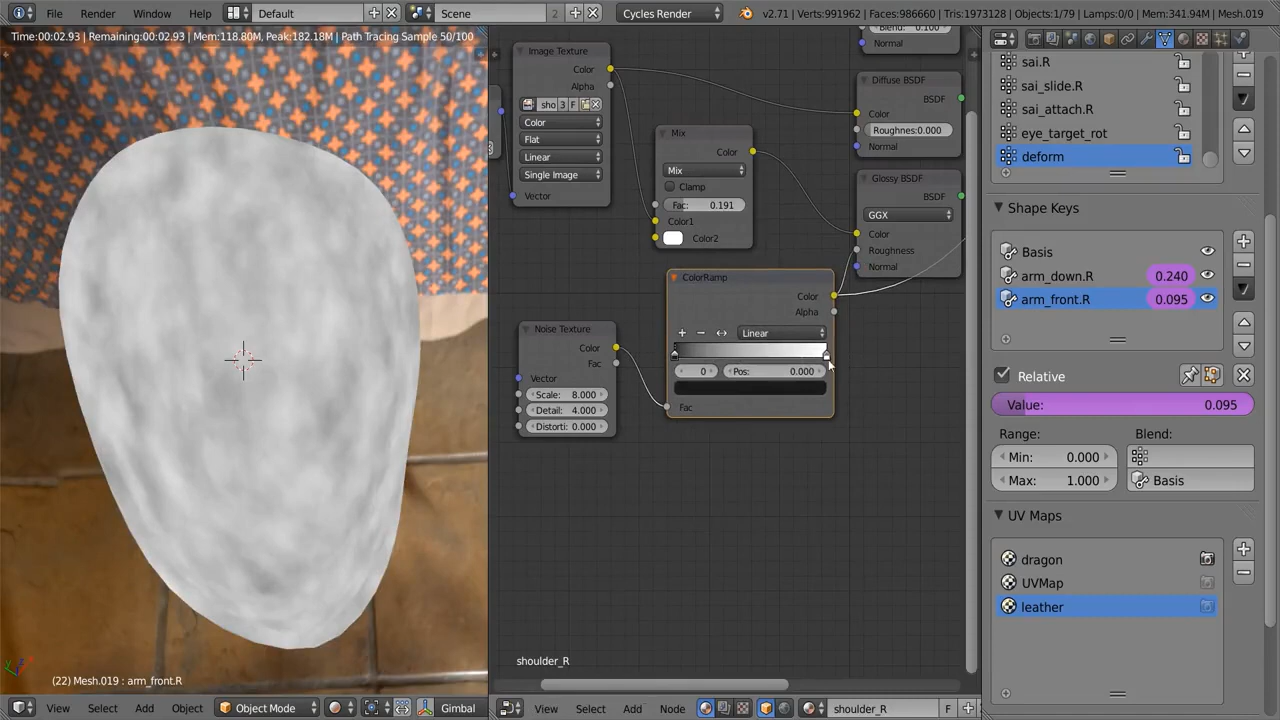 File
Render
Window
Help
Default
Scene
2
Cycles Render
v2.71 | Verts:991962 | Faces:986660 | Tris:1973128 | Objects:1/79 | Lamps:0/0 | Mem:341.94M | Mesh.019
Time:00:02.93 | Remaining:00:02.93 | Mem:118.80M, Peak:182.18M | Path Tracing Sample 50/100
(22) Mesh.019 : arm_front.R
View
Select
Add
Object
Object Mode
Gimbal
Image Texture
Color
Alpha
sho
3
F
Color
Flat
Linear
Single Image
Vector
Mix
Color
Mix
Clamp
Fac: 0.191
Color1
Color2
Normal
Diffuse BSDF
BSDF
Color
Roughnes:0.000
Normal
Glossy BSDF
BSDF
GGX
Color
Roughness
Normal
ColorRamp
Color
Alpha
Linear
0
Pos: 0.000
Fac
Noise Texture
Color
Fac
Vector
Scale: 8.000
Detail: 4.000
Distorti: 0.000
shoulder_R
View
Select
Add
Node
shoulder_R
F
sai.R
sai_slide.R
sai_attach.R
eye_target_rot
deform
Shape Keys
Basis
arm_down.R 0.240
arm_front.R 0.095
Relative
Value: 0.095
Range:
Blend:
Min: 0.000
Max: 1.000
Basis
UV Maps
dragon
UVMap
leather